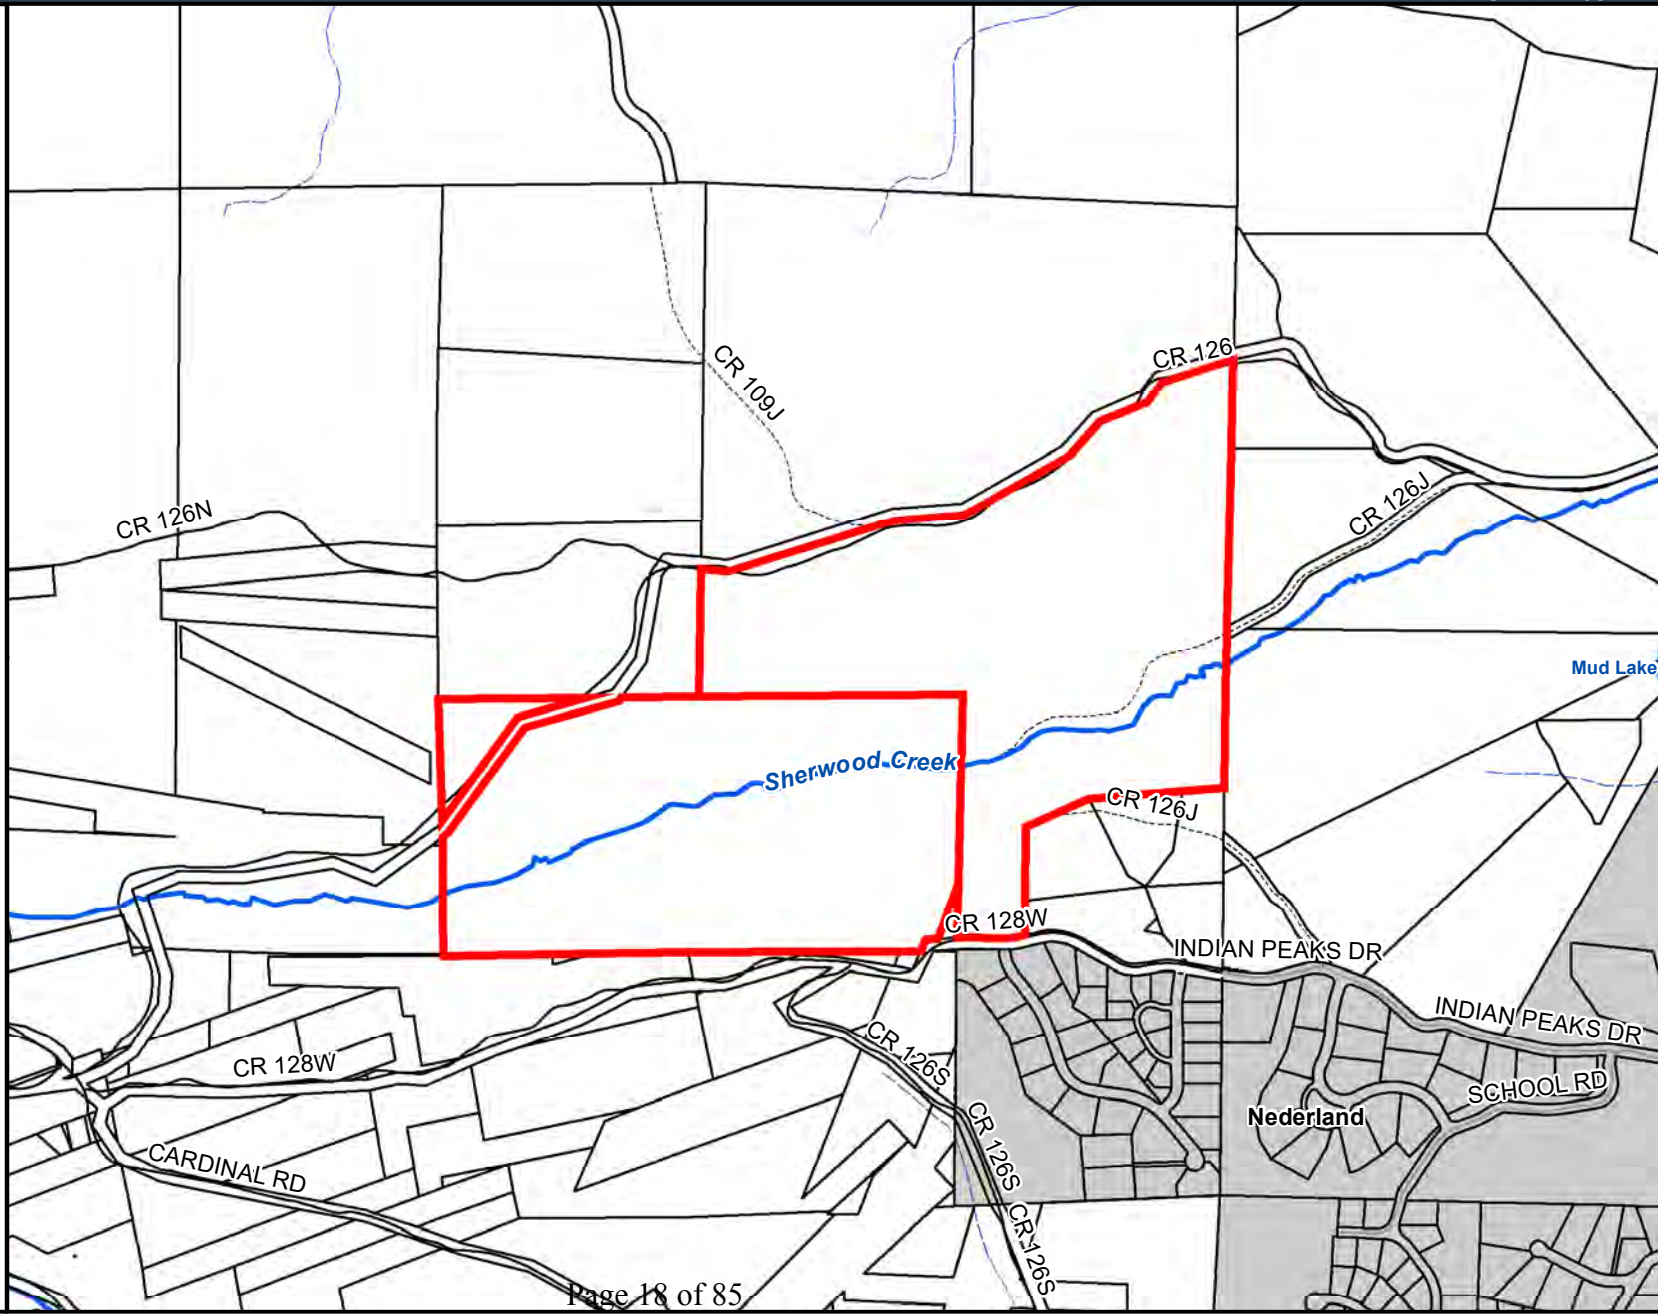 CR 126
CR 109J
CR 126N
CR 126J
Mud Lake
Sherwood Creek
CR 126J
CR 128W
INDIAN PEAKS DR
INDIAN PEAKS DR
CR 126S
CR 128W
SCHOOL RD
Nederland
CR 126S
CARDINAL RD
CR 126S
Page 18 of 85